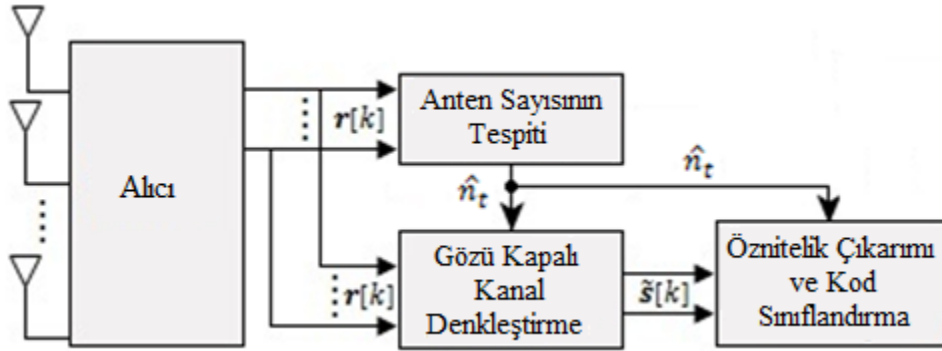 Alıcı
r[k]
Anten Sayısının
Tespiti
n̂_t
n̂_t
r[k]
Gözü Kapalı
Kanal
Denkleştirme
s̃[k]
Öznitelik Çıkarımı
ve Kod
Sınıflandırma